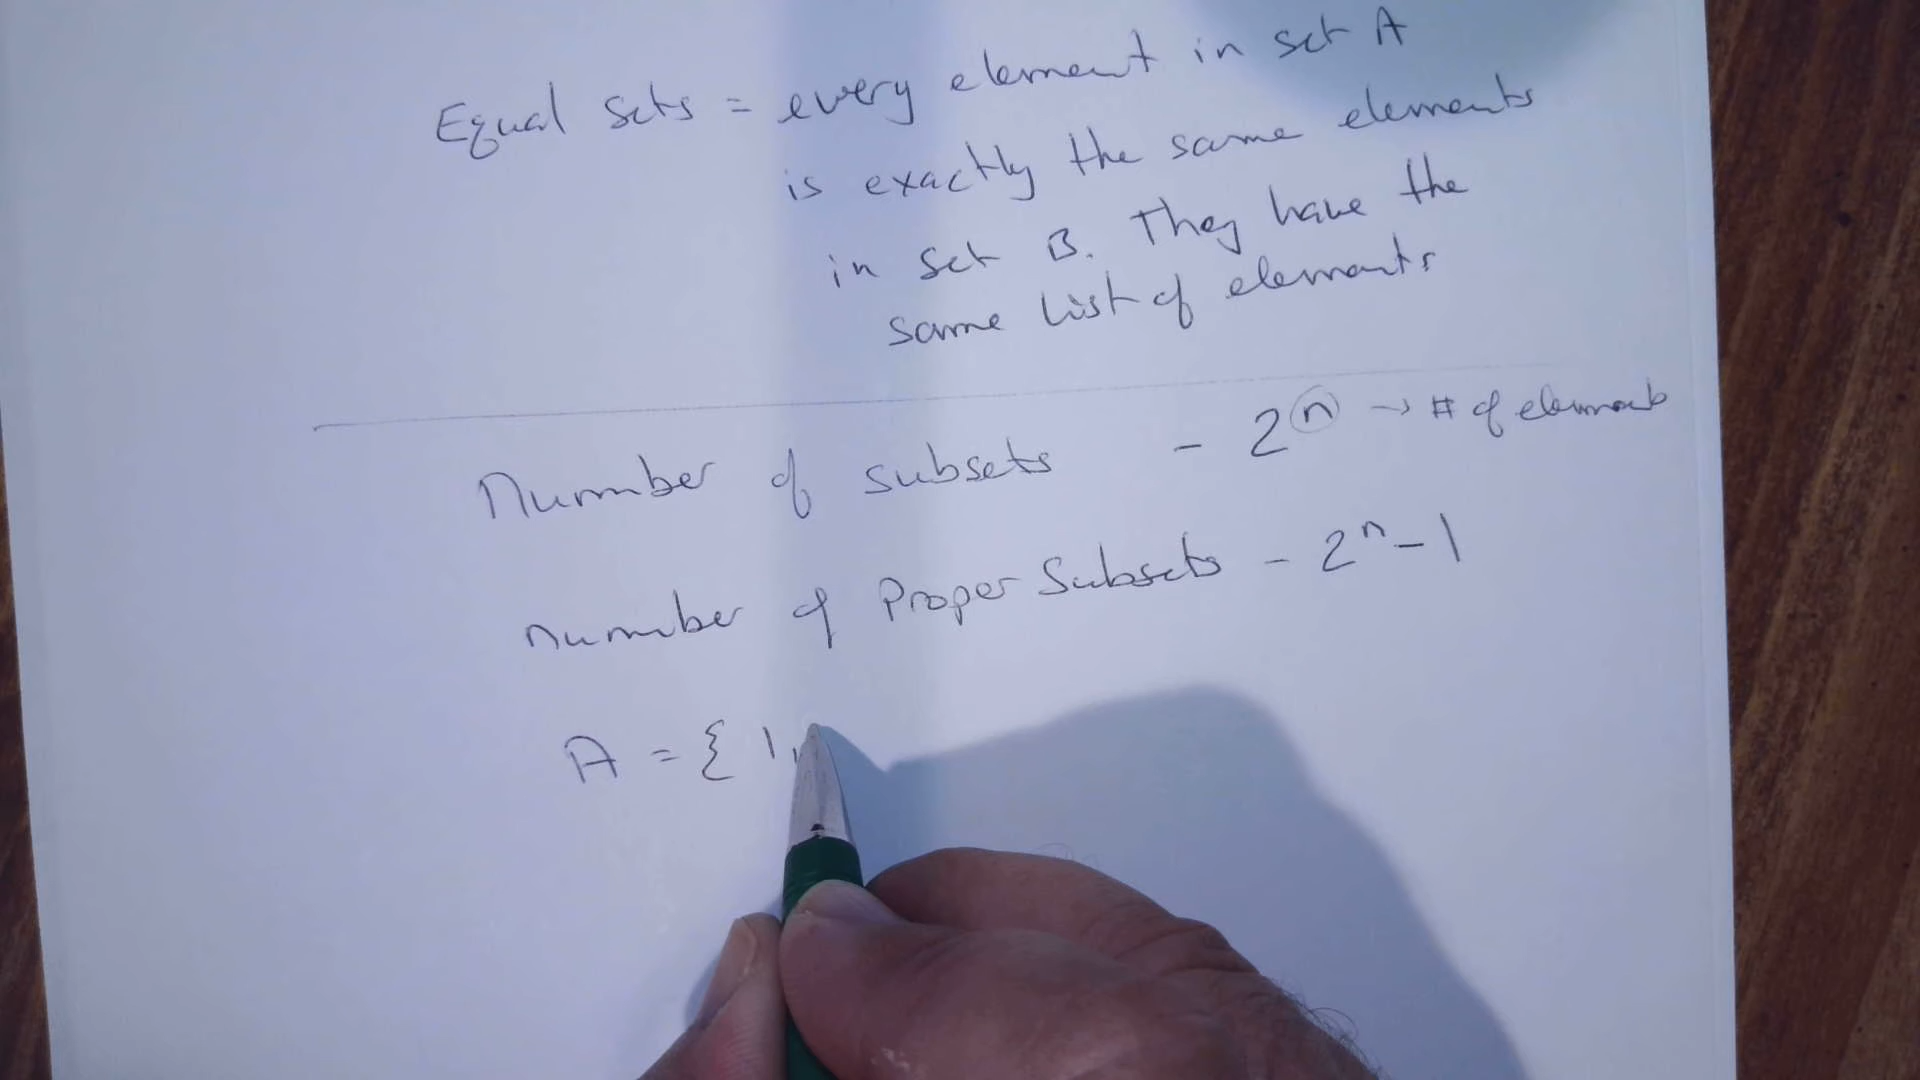 Equal sets = every element in set A
is exactly the same elements
in set B. They have the
same list of elements
Number of subsets - 2ⁿ → # of elements
number of Proper Subsets - 2ⁿ-1
A = { 1,